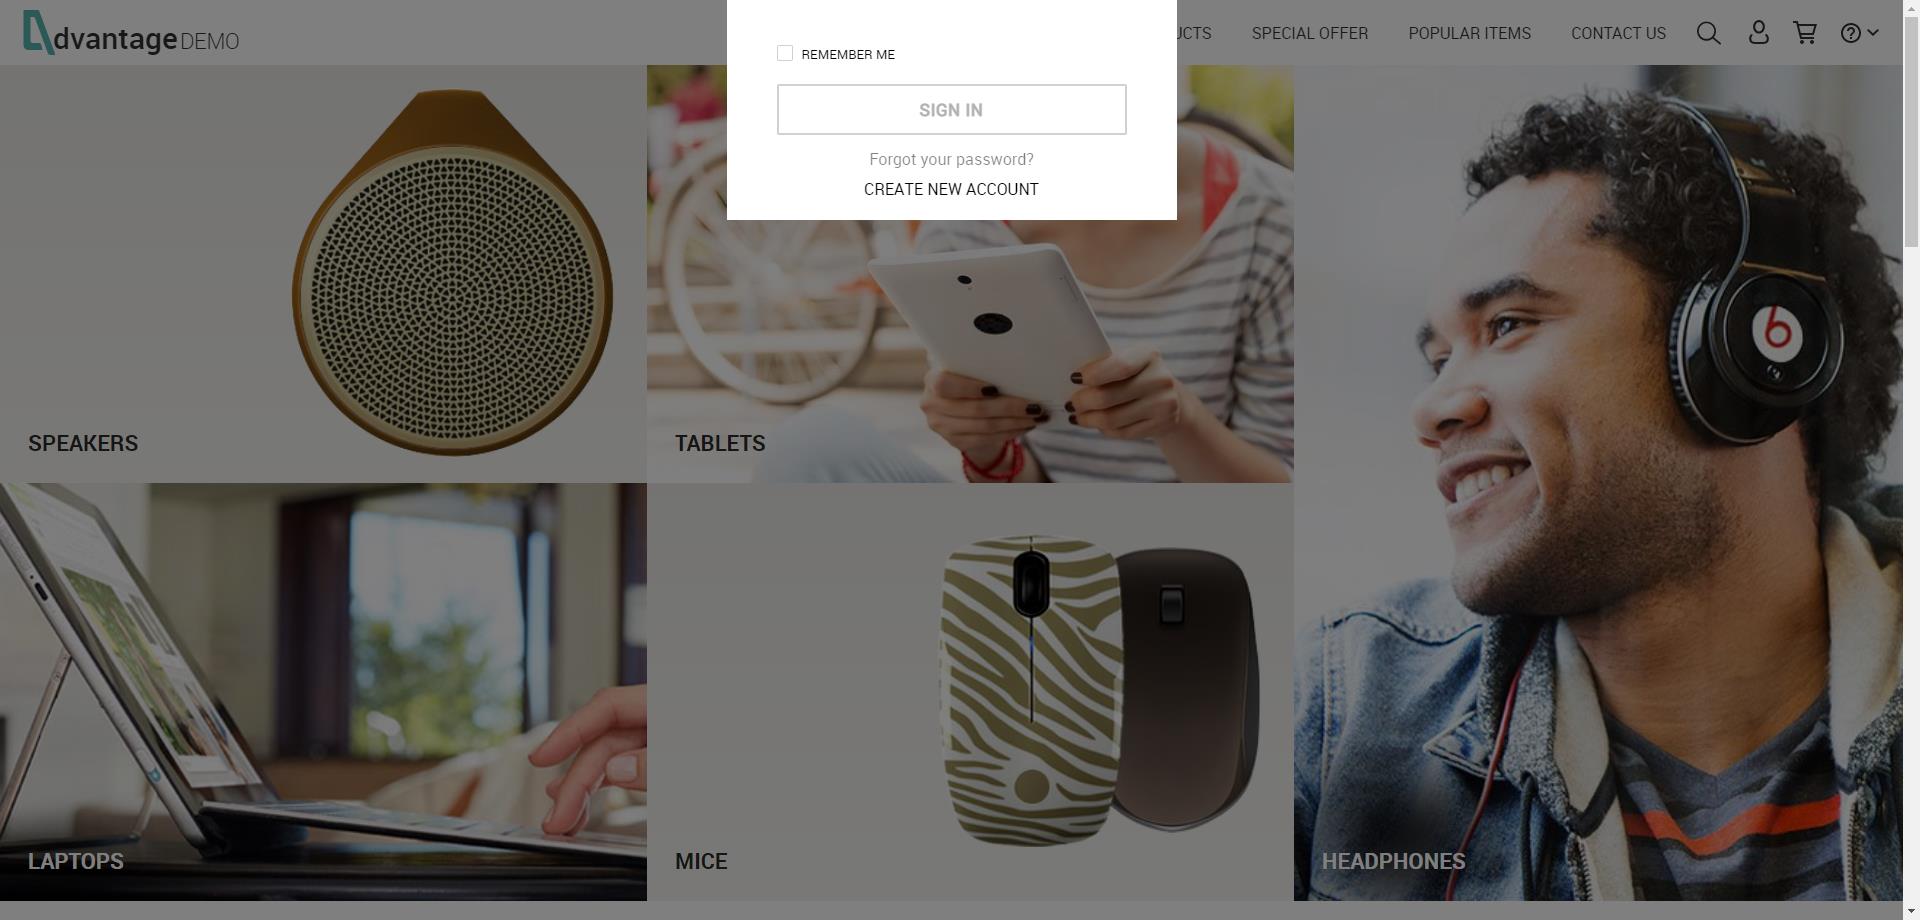 dvantage DEMO
UCTS SPECIAL OFFER POPULAR ITEMS CONTACT US
REMEMBER ME
SIGN IN
Forgot your password?
CREATE NEW ACCOUNT
SPEAKERS
TABLETS
LAPTOPS
MICE
HEADPHONES